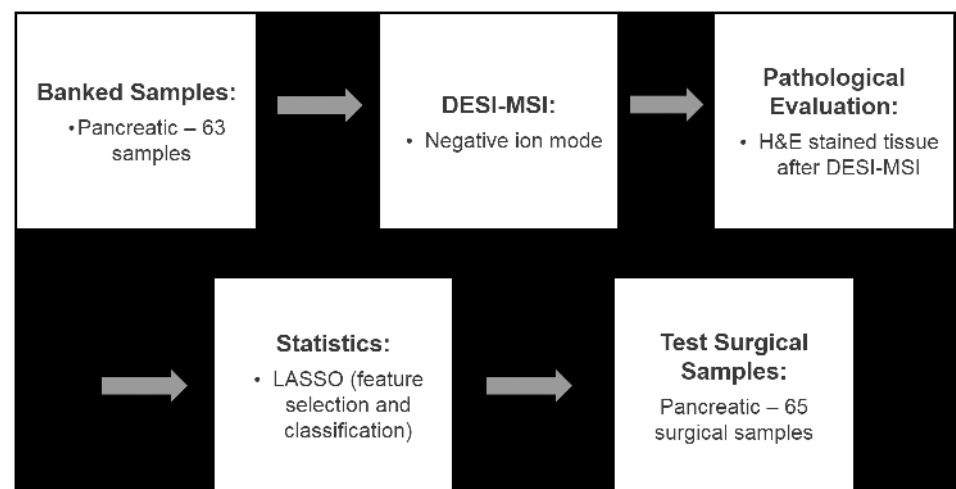 Banked Samples:
•Pancreatic – 63
samples
DESI-MSI:
• Negative ion mode
Pathological
Evaluation:
• H&E stained tissue
after DESI-MSI
Statistics:
• LASSO (feature
selection and
classification)
Test Surgical
Samples:
Pancreatic – 65
surgical samples